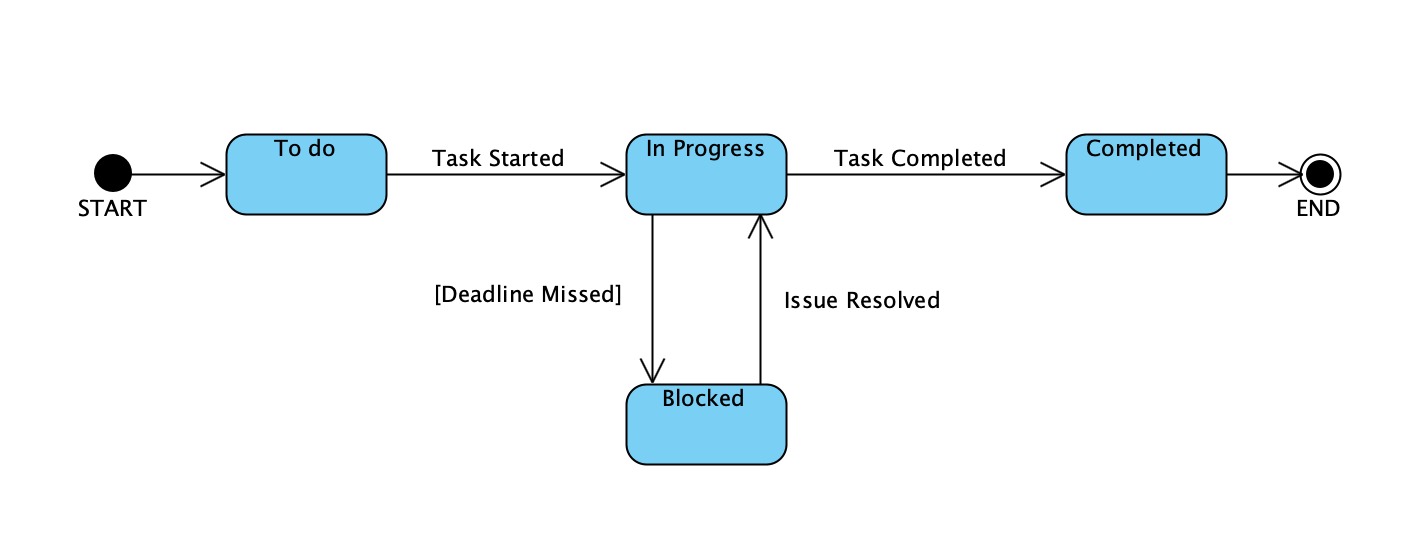 To do
In Progress
Completed
Task Started
Task Completed
START
END
[Deadline Missed]
Issue Resolved
Blocked